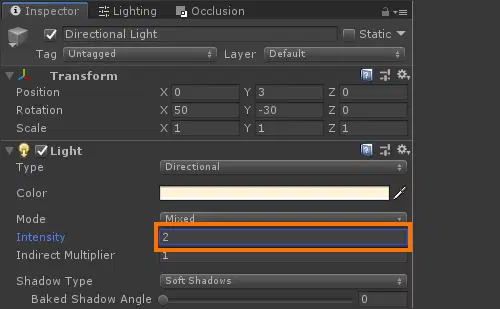 Inspector Lighting Occlusion
Directional Light Static
Tag Untagged Layer Default
Transform
Position X 0 Y 3 Z 0
Rotation X 50 Y -30 Z 0
Scale X 1 Y 1 Z 1
Light
Type Directional
Color
Mode Mixed
Intensity 2
Indirect Multiplier 1
Shadow Type Soft Shadows
Baked Shadow Angle 0